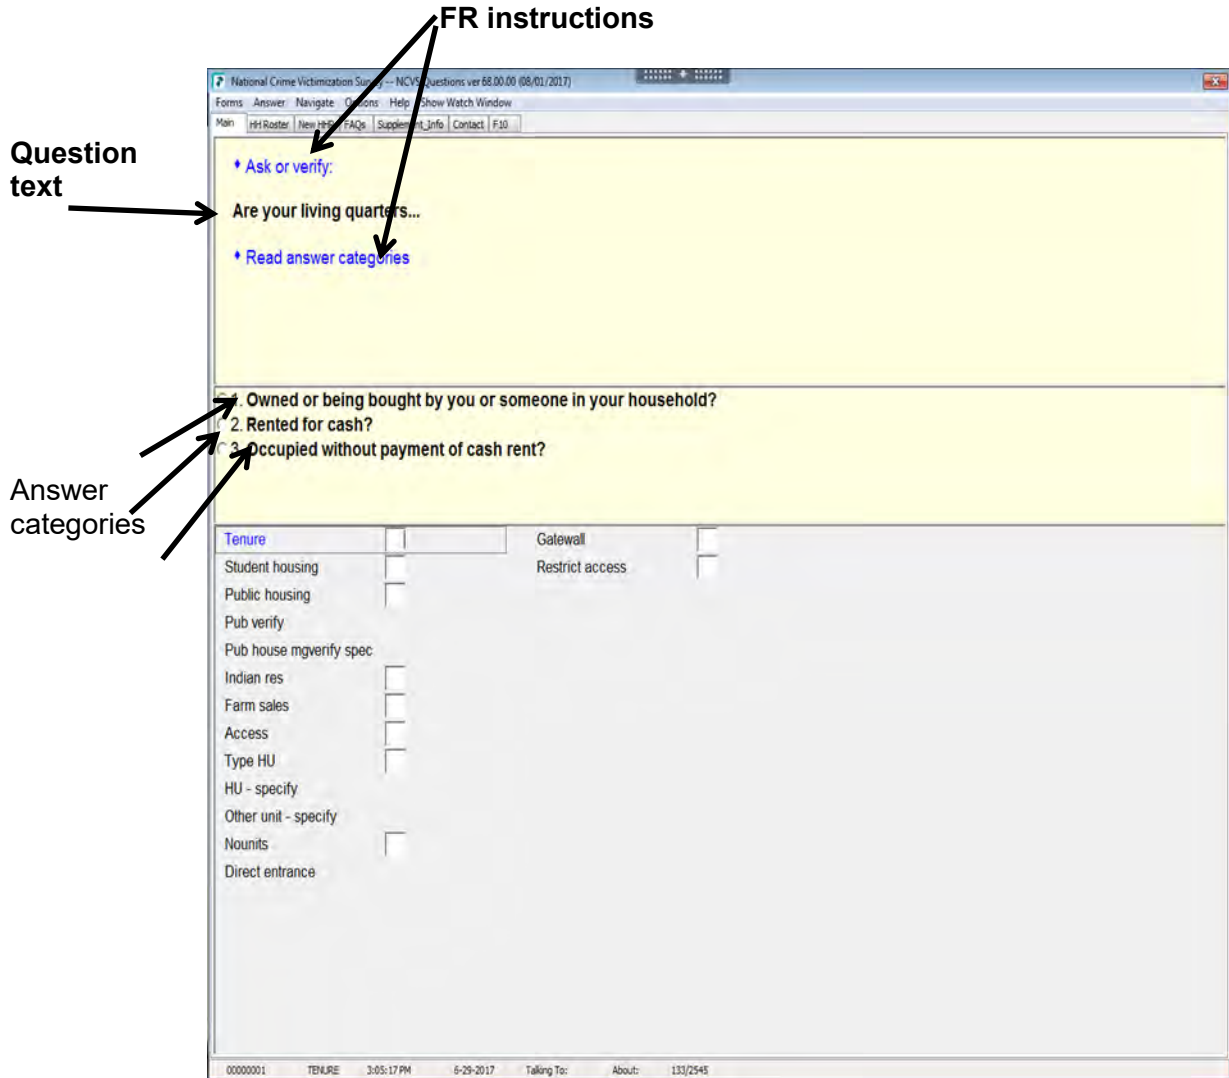 FR instructions
National Crime Victimization Survey -- NCVS Questions ver 68.00.00 (08/01/2017)
Forms Answer Navigate Options Help Show Watch Window
Main HH Roster New HHR FAQs Supplement_Info Contact F10
Question
text
♦ Ask or verify:
Are your living quarters...
♦ Read answer categories
1. Owned or being bought by you or someone in your household?
2. Rented for cash?
3. Occupied without payment of cash rent?
Answer
categories
Tenure Gatewall
Student housing Restrict access
Public housing
Pub verify
Pub house mgverify spec
Indian res
Farm sales
Access
Type HU
HU - specify
Other unit - specify
Nounits
Direct entrance
00000001 TENURE 3:05:17 PM 6-29-2017 Talking To: About: 133/2545